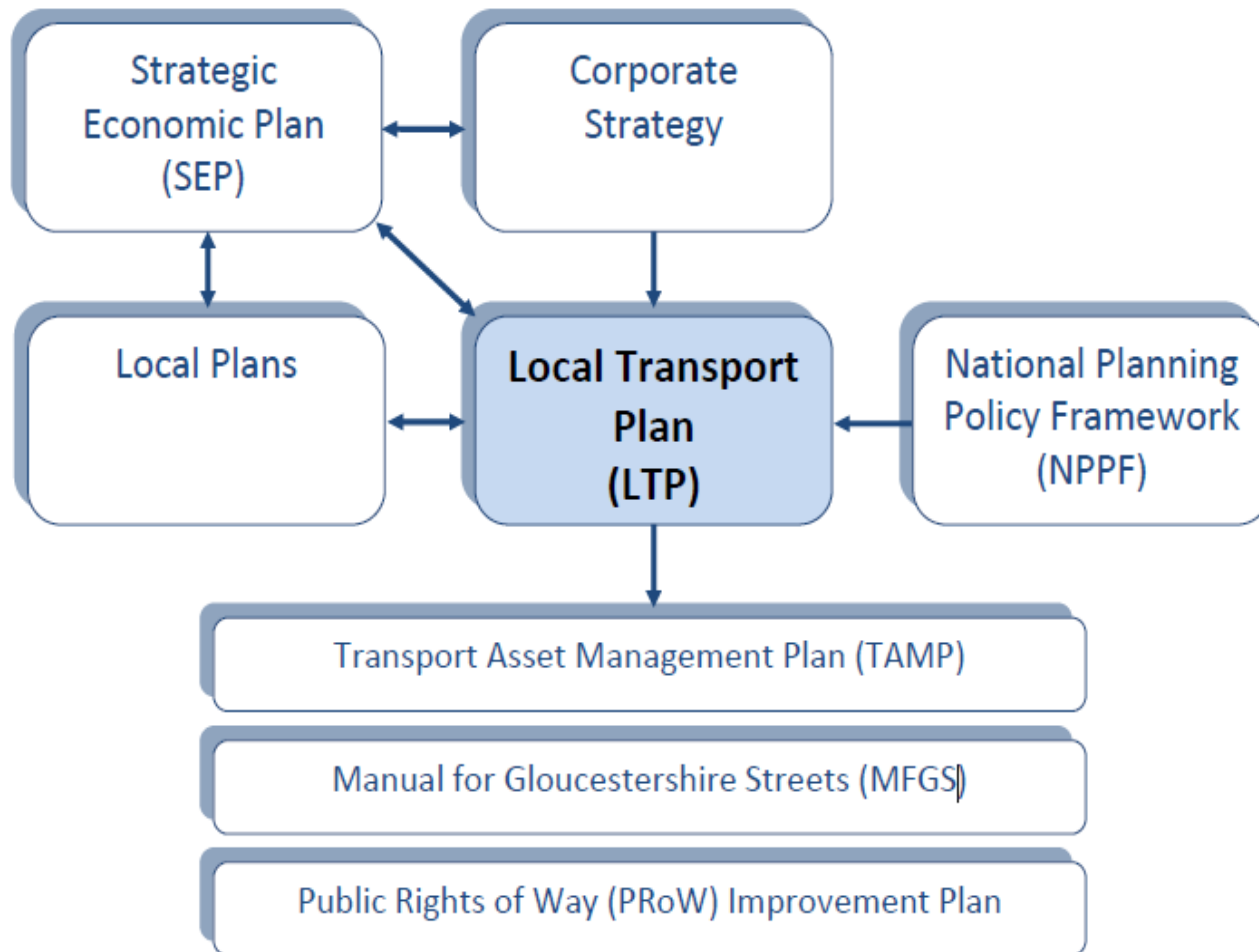 Strategic
Economic Plan
(SEP)
Corporate
Strategy
Local Plans
Local Transport
Plan
(LTP)
National Planning
Policy Framework
(NPPF)
Transport Asset Management Plan (TAMP)
Manual for Gloucestershire Streets (MFGS)
Public Rights of Way (PRoW) Improvement Plan